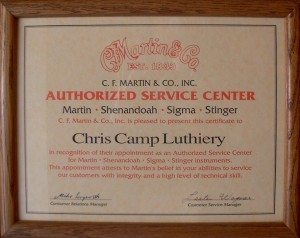 C.F. Martin & Co.
EST. 1833
C. F. MARTIN & CO., INC.
AUTHORIZED SERVICE CENTER
Martin • Shenandoah • Sigma • Stinger
C. F. Martin & Co., Inc. is pleased to present this certificate to
Chris Camp Luthiery
in recognition of their appointment as an Authorized Service Center
for Martin • Shenandoah • Sigma • Stinger instruments.
This appointment attests to Martin's belief in your abilities to service
our customers with integrity and a high level of technical skill.
Consumer Relations Manager
Customer Service Manager